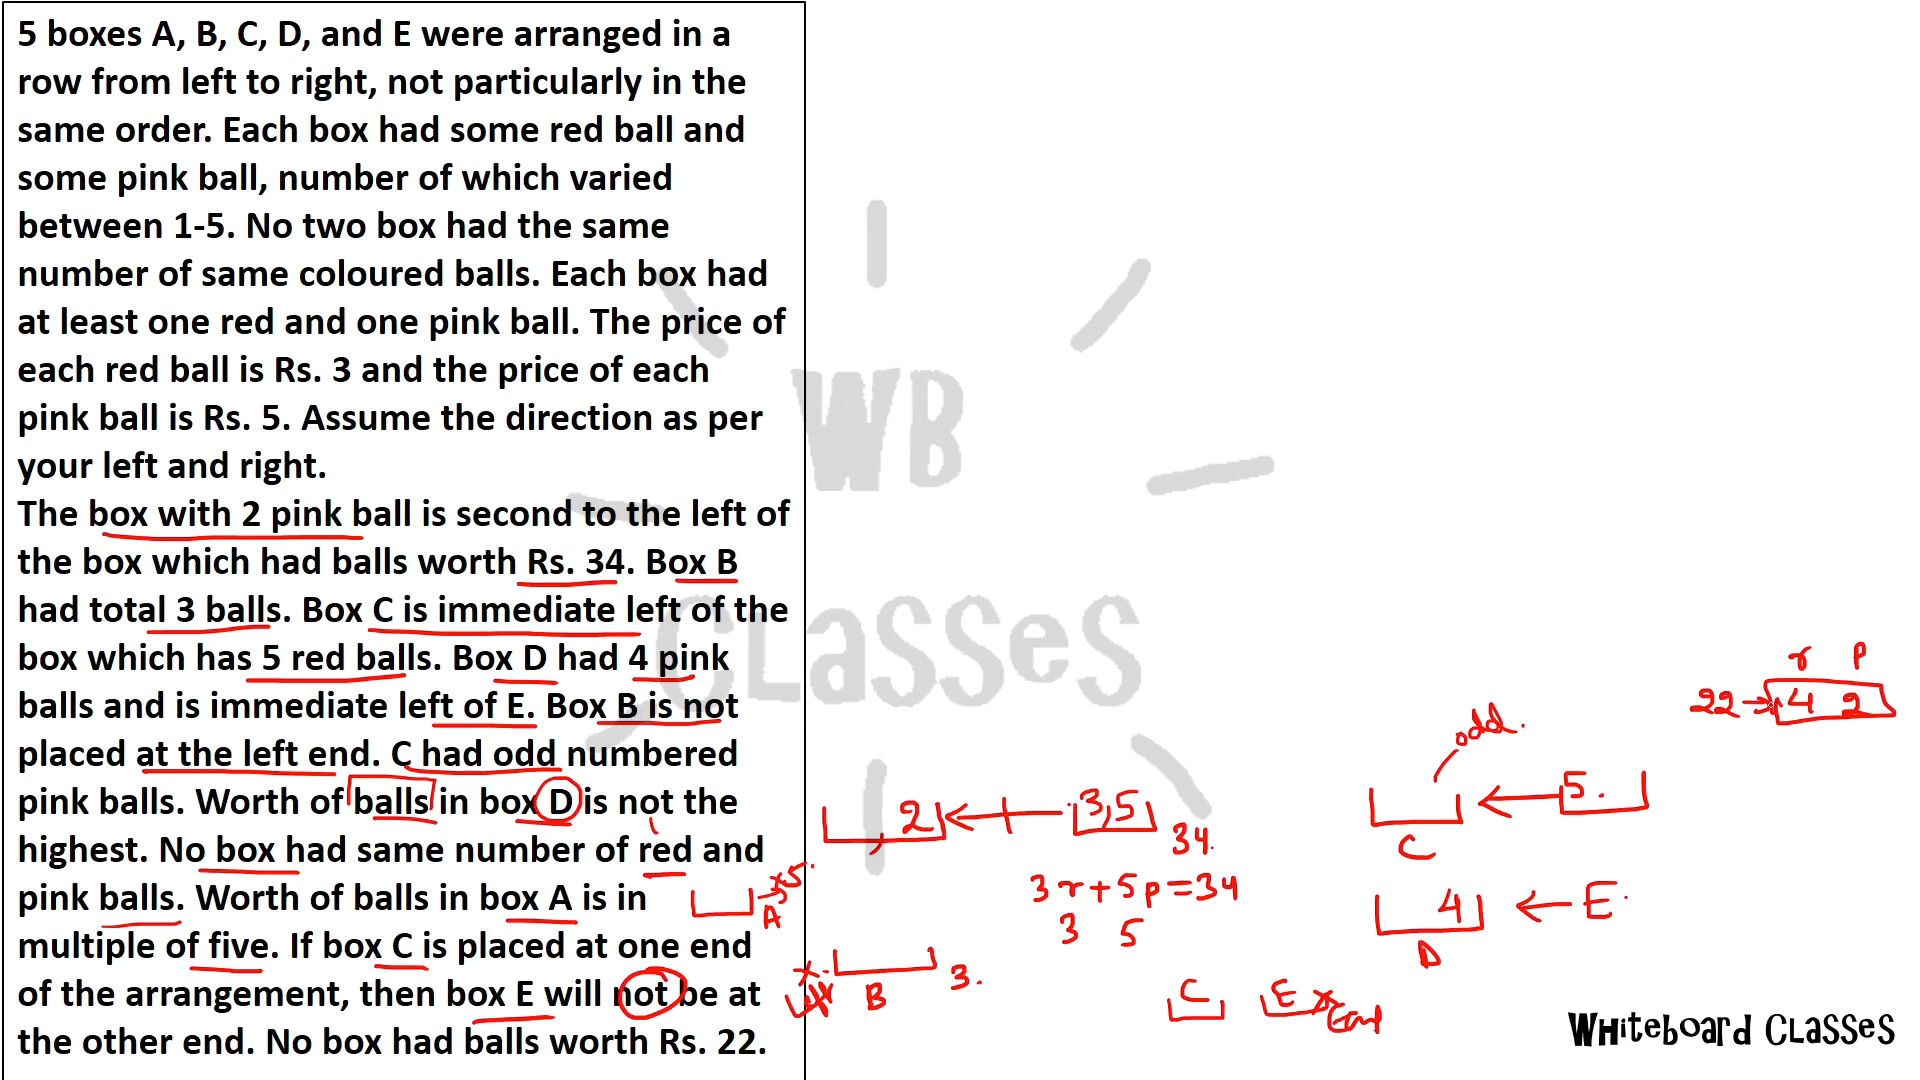 5 boxes A, B, C, D, and E were arranged in a
row from left to right, not particularly in the
same order. Each box had some red ball and
some pink ball, number of which varied
between 1-5. No two box had the same
number of same coloured balls. Each box had
at least one red and one pink ball. The price of
each red ball is Rs. 3 and the price of each
pink ball is Rs. 5. Assume the direction as per
your left and right.
The box with 2 pink ball is second to the left of
the box which had balls worth Rs. 34. Box B
had total 3 balls. Box C is immediate left of the
box which has 5 red balls. Box D had 4 pink
balls and is immediate left of E. Box B is not
placed at the left end. C had odd numbered
pink balls. Worth of balls in box D is not the
highest. No box had same number of red and
pink balls. Worth of balls in box A is in
multiple of five. If box C is placed at one end
of the arrangement, then box E will not be at
the other end. No box had balls worth Rs. 22.
WB
CLASSES
r p
22 → 4 2
odd.
, 2 ← 3,5
34.
3r+5p=34
3 5
C ← 5.
4 ← E.
D
x5.
A
x.
left
B 3.
C E x End
WHiteboard CLASSES